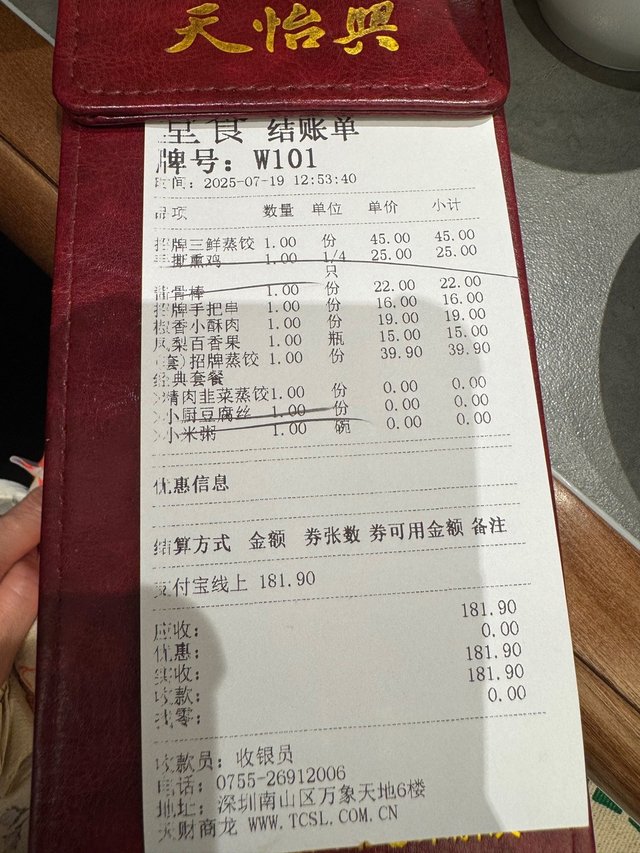 天怡興
堂食 结账单
牌号: W101
时间: 2025-07-19 12:53:40
品项 数量 单位 单价 小计
招牌三鲜蒸饺 1.00 份 45.00 45.00
手撕熏鸡 1.00 1/4 25.00 25.00
只
酱骨棒 1.00 份 22.00 22.00
招牌手把串 1.00 份 16.00 16.00
椒香小酥肉 1.00 份 19.00 19.00
凤梨百香果 1.00 瓶 15.00 15.00
(套)招牌蒸饺 1.00 份 39.90 39.90
经典套餐
>精肉韭菜蒸饺1.00 份 0.00 0.00
>小厨豆腐丝 1.00 份 0.00 0.00
>小米粥 1.00 碗 0.00 0.00
优惠信息
结算方式 金额 券张数 券可用金额 备注
支付宝线上 181.90
应收: 181.90
优惠: 0.00
实收: 181.90
收款: 181.90
找零: 0.00
收款员: 收银员
电话: 0755-26912006
地址: 深圳南山区万象天地6楼
天财商龙 WWW.TCSL.COM.CN